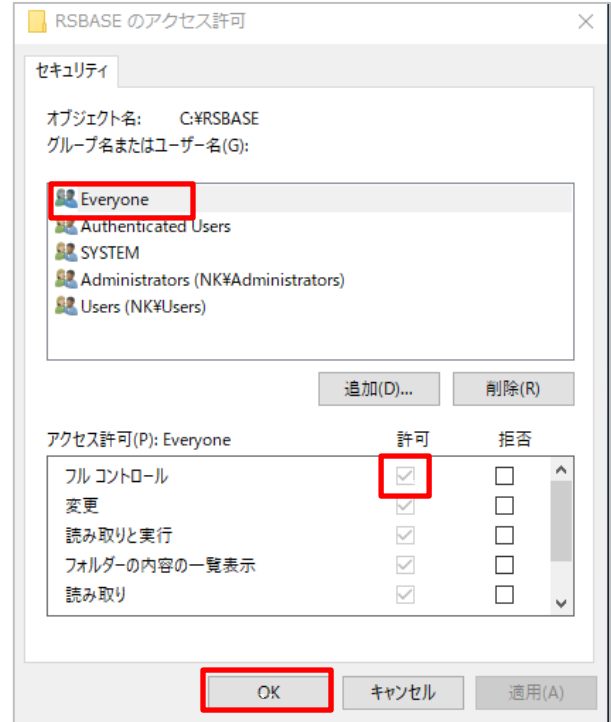 RSBASE のアクセス許可
セキュリティ
オブジェクト名: C:¥RSBASE
グループ名またはユーザー名(G):
Everyone
Authenticated Users
SYSTEM
Administrators (NK¥Administrators)
Users (NK¥Users)
追加(D)... 削除(R)
アクセス許可(P): Everyone 許可 拒否
フル コントロール
変更
読み取りと実行
フォルダーの内容の一覧表示
読み取り
OK キャンセル 適用(A)